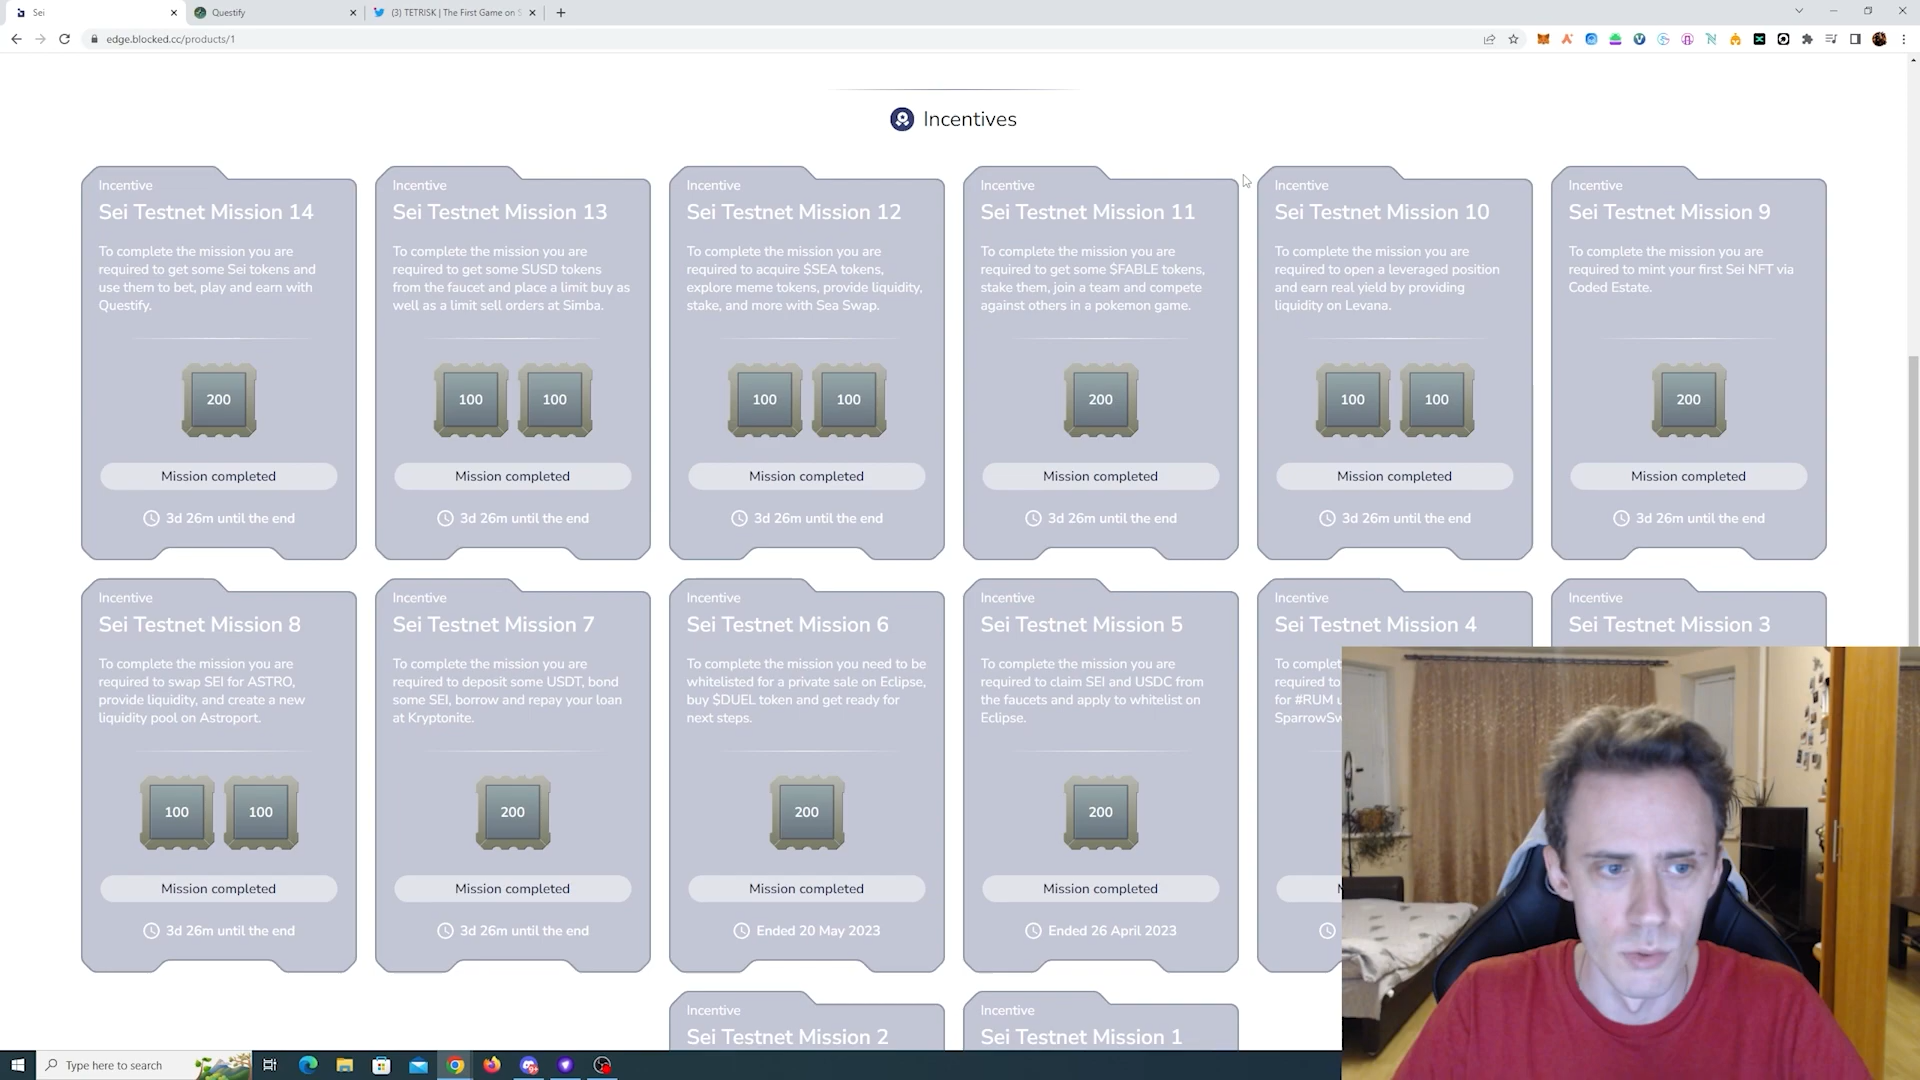 Sei
Questify
(3) TETRISK | The First Game on S
edge.blocked.cc/products/1
Incentives
Incentive
Sei Testnet Mission 14
To complete the mission you are
required to get some Sei tokens and
use them to bet, play and earn with
Questify.
200
Mission completed
3d 26m until the end
Incentive
Sei Testnet Mission 13
To complete the mission you are
required to get some SUSD tokens
from the faucet and place a limit buy as
well as a limit sell orders at Simba.
100 100
Mission completed
3d 26m until the end
Incentive
Sei Testnet Mission 12
To complete the mission you are
required to acquire $SEA tokens,
explore meme tokens, provide liquidity,
stake, and more with Sea Swap.
100 100
Mission completed
3d 26m until the end
Incentive
Sei Testnet Mission 11
To complete the mission you are
required to get some $FABLE tokens,
stake them, join a team and compete
against others in a pokemon game.
200
Mission completed
3d 26m until the end
Incentive
Sei Testnet Mission 10
To complete the mission you are
required to open a leveraged position
and earn real yield by providing
liquidity on Levana.
100 100
Mission completed
3d 26m until the end
Incentive
Sei Testnet Mission 9
To complete the mission you are
required to mint your first Sei NFT via
Coded Estate.
200
Mission completed
3d 26m until the end
Incentive
Sei Testnet Mission 8
To complete the mission you are
required to swap SEI for ASTRO,
provide liquidity, and create a new
liquidity pool on Astroport.
100 100
Mission completed
3d 26m until the end
Incentive
Sei Testnet Mission 7
To complete the mission you are
required to deposit some USDT, bond
some SEI, borrow and repay your loan
at Kryptonite.
200
Mission completed
3d 26m until the end
Incentive
Sei Testnet Mission 6
To complete the mission you need to be
whitelisted for a private sale on Eclipse,
buy $DUEL token and get ready for
next steps.
200
Mission completed
Ended 20 May 2023
Incentive
Sei Testnet Mission 5
To complete the mission you are
required to claim SEI and USDC from
the faucets and apply to whitelist on
Eclipse.
200
Mission completed
Ended 26 April 2023
Incentive
Sei Testnet Mission 4
To complet
required to
for #RUM u
SparrowSw
Incentive
Sei Testnet Mission 3
Incentive
Sei Testnet Mission 2
Incentive
Sei Testnet Mission 1
Type here to search